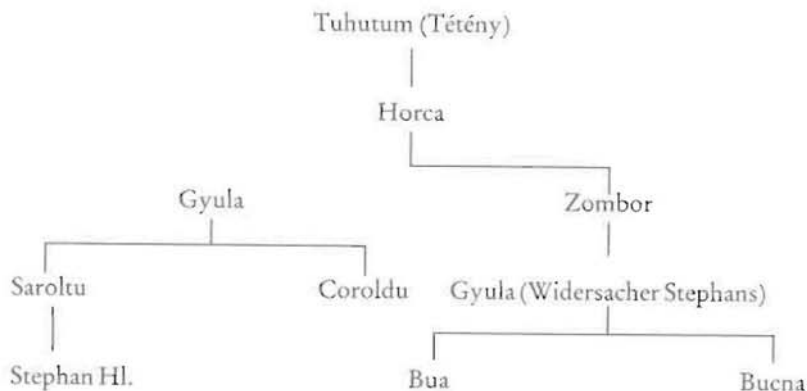 Tuhutum (Tétény)
Horca
Gyula Zombor
Saroltu Coroldu Gyula (Widersacher Stephans)
Stephan Hl. Bua Bucna